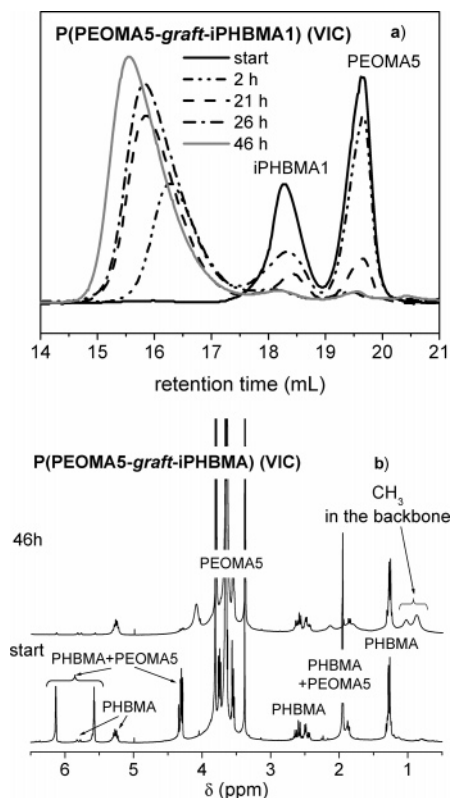 P(PEOMA5-graft-iPHBMA1) (VIC) a)
start
2 h
21 h
26 h
46 h
PEOMA5
iPHBMA1
14 15 16 17 18 19 20 21
retention time (mL)
P(PEOMA5-graft-iPHBMA) (VIC) b)
CH3
in the backbone
46h
PEOMA5
PHBMA
start
PHBMA+PEOMA5
PHBMA
+PEOMA5
PHBMA
PHBMA
6 5 4 3 2 1
δ (ppm)